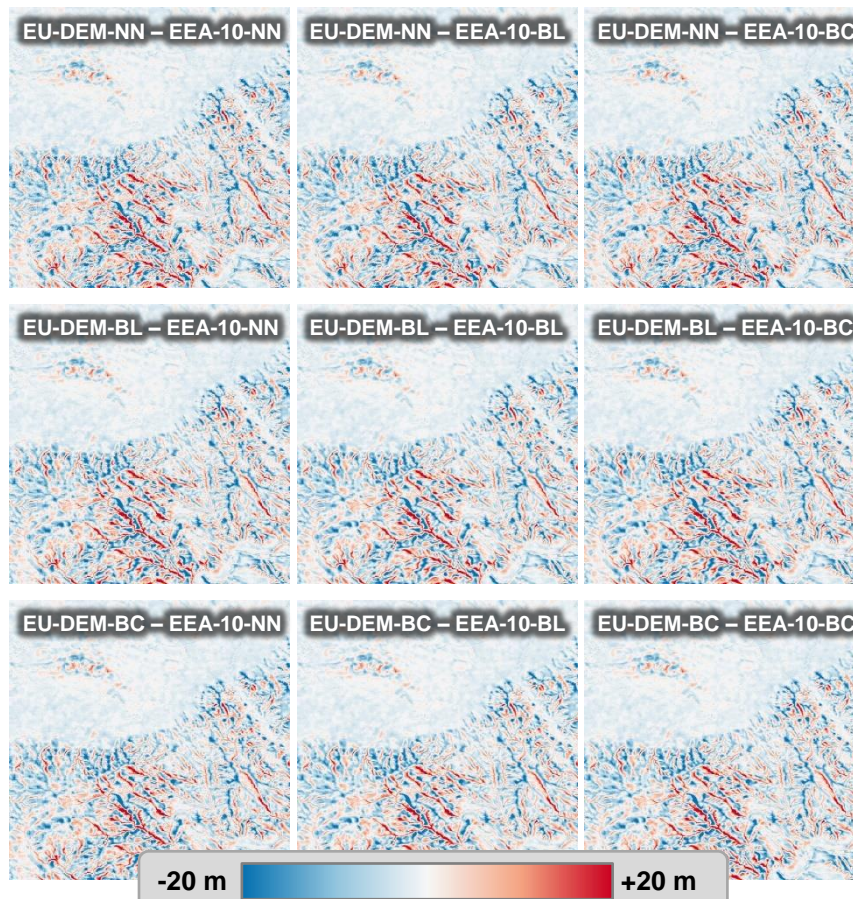 EU-DEM-NN – EEA-10-NN
EU-DEM-NN – EEA-10-BL
EU-DEM-NN – EEA-10-BC
EU-DEM-BL – EEA-10-NN
EU-DEM-BL – EEA-10-BL
EU-DEM-BL – EEA-10-BC
EU-DEM-BC – EEA-10-NN
EU-DEM-BC – EEA-10-BL
EU-DEM-BC – EEA-10-BC
-20 m
+20 m